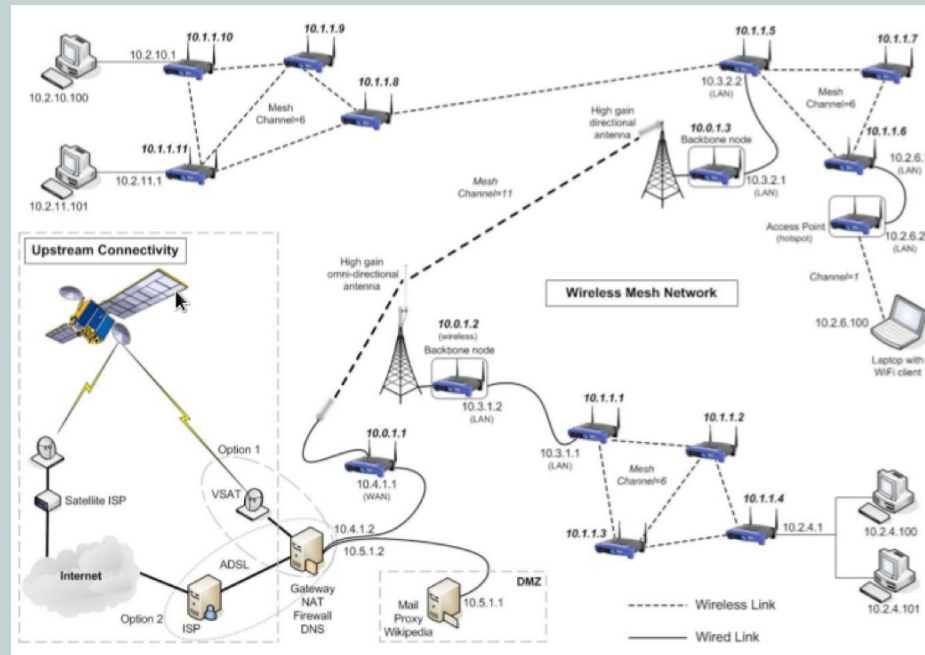 10.1.1.10
10.1.1.9
10.2.10.1
10.2.10.100
Mesh
Channel=6
10.1.1.8
10.1.1.11
10.2.11.1
10.2.11.101
10.1.1.5
10.1.1.7
10.3.2.2
(LAN)
Mesh
Channel=6
High gain
directional
antenna
10.0.1.3
Backbone node
10.3.2.1
(LAN)
10.1.1.6
10.2.6.
(LAN)
Access Point
(hotspot)
10.2.6.2
(LAN)
Channel=1
10.2.6.100
Laptop with
WiFi client
Mesh
Channel=11
Wireless Mesh Network
High gain
omni-directional
antenna
10.0.1.2
(wireless)
Backbone node
10.3.1.2
(LAN)
Upstream Connectivity
Option 1
Satellite ISP
VSAT
10.0.1.1
10.4.1.1
(WAN)
10.4.1.2
10.5.1.2
ADSL
Internet
Option 2
ISP
Gateway
NAT
Firewall
DNS
DMZ
10.5.1.1
Mail
Proxy
Wikipedia
10.1.1.1
10.3.1.1
(LAN)
10.1.1.2
Mesh
Channel=6
10.1.1.3
10.1.1.4
10.2.4.1
10.2.4.100
10.2.4.101
Wireless Link
Wired Link